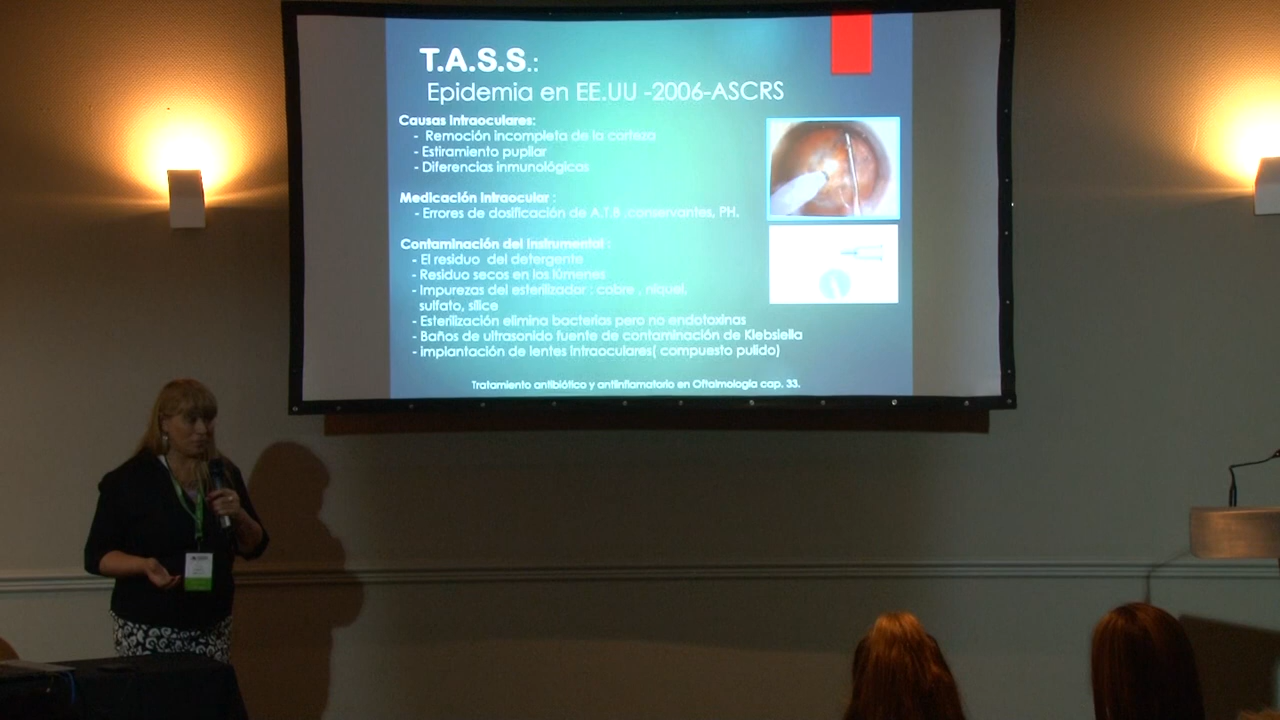 T.A.S.S.:
Epidemia en EE.UU -2006-ASCRS
Causas Intraoculares:
- Remoción incompleta de la corteza
- Estiramiento pupilar
- Diferencias inmunológicas
Medicación Intraocular :
- Errores de dosificación de A.T.B ,conservantes, PH.
Contaminación del Instrumental :
- El residuo del detergente
- Residuo secos en los lúmenes
- Impurezas del esterilizador : cobre , níquel,
sulfato, sílice
- Esterilización elimina bacterias pero no endotoxinas
- Baños de ultrasonido fuente de contaminación de Klebsiella
- implantación de lentes intraoculares( compuesto pulido)
Tratamiento antibiótico y antiinflamatorio en Oftalmología cap. 33.